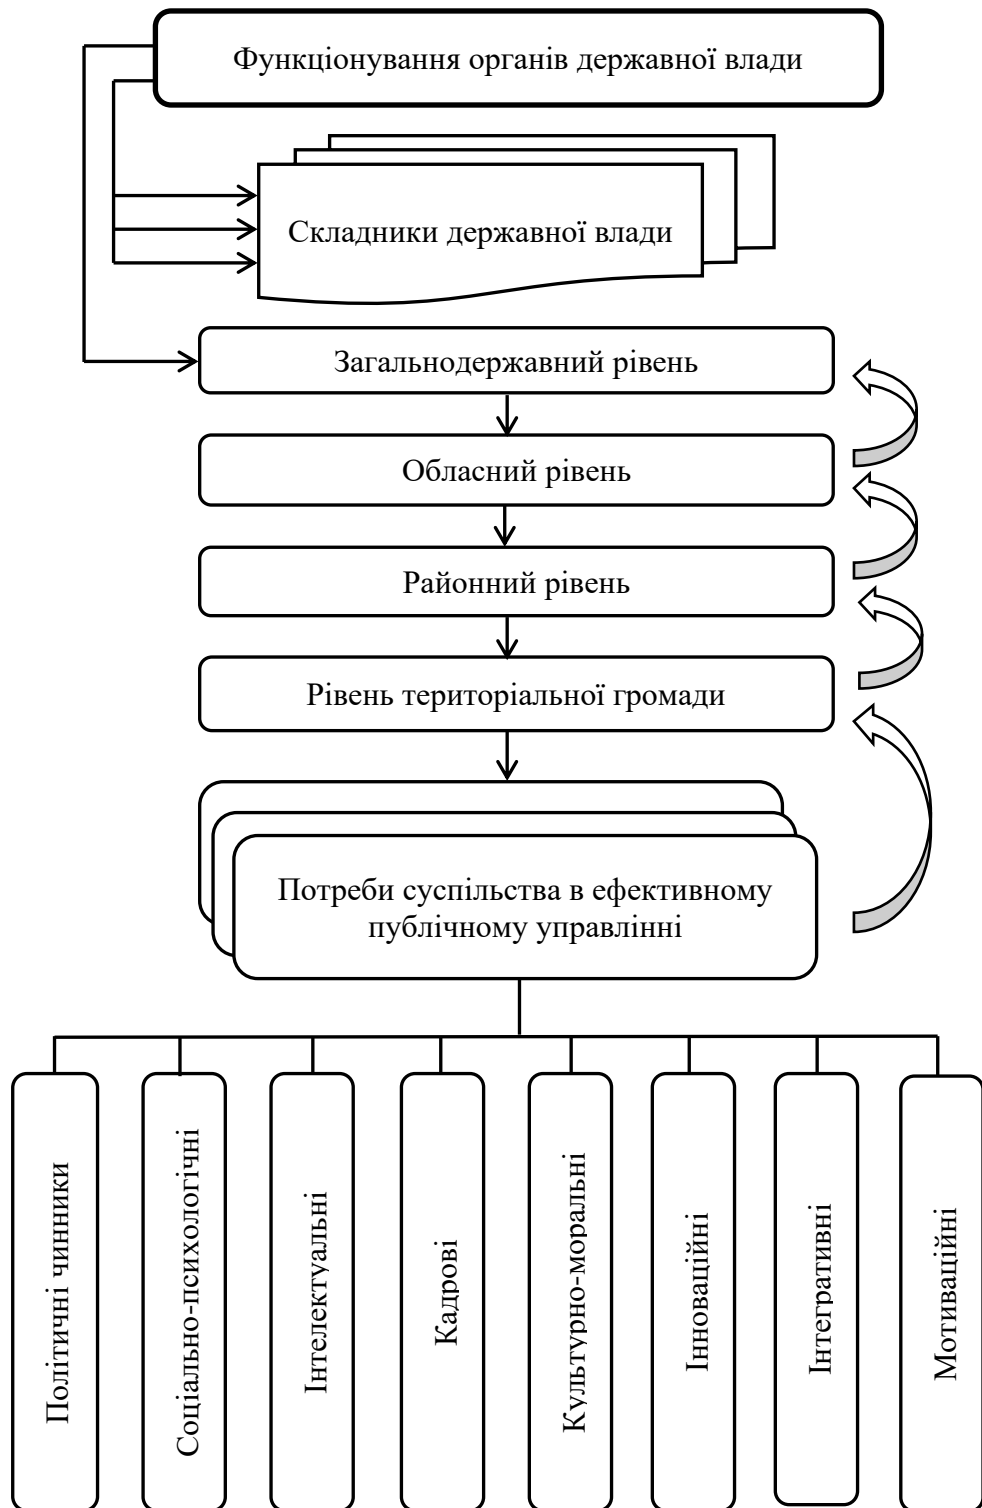 Функціонування органів державної влади
Складники державної влади
Загальнодержавний рівень
Обласний рівень
Районний рівень
Рівень територіальної громади
Потреби суспільства в ефективному
публічному управлінні
Політичні чинники
Соціально-психологічні
Інтелектуальні
Кадрові
Культурно-моральні
Інноваційні
Інтегративні
Мотиваційні